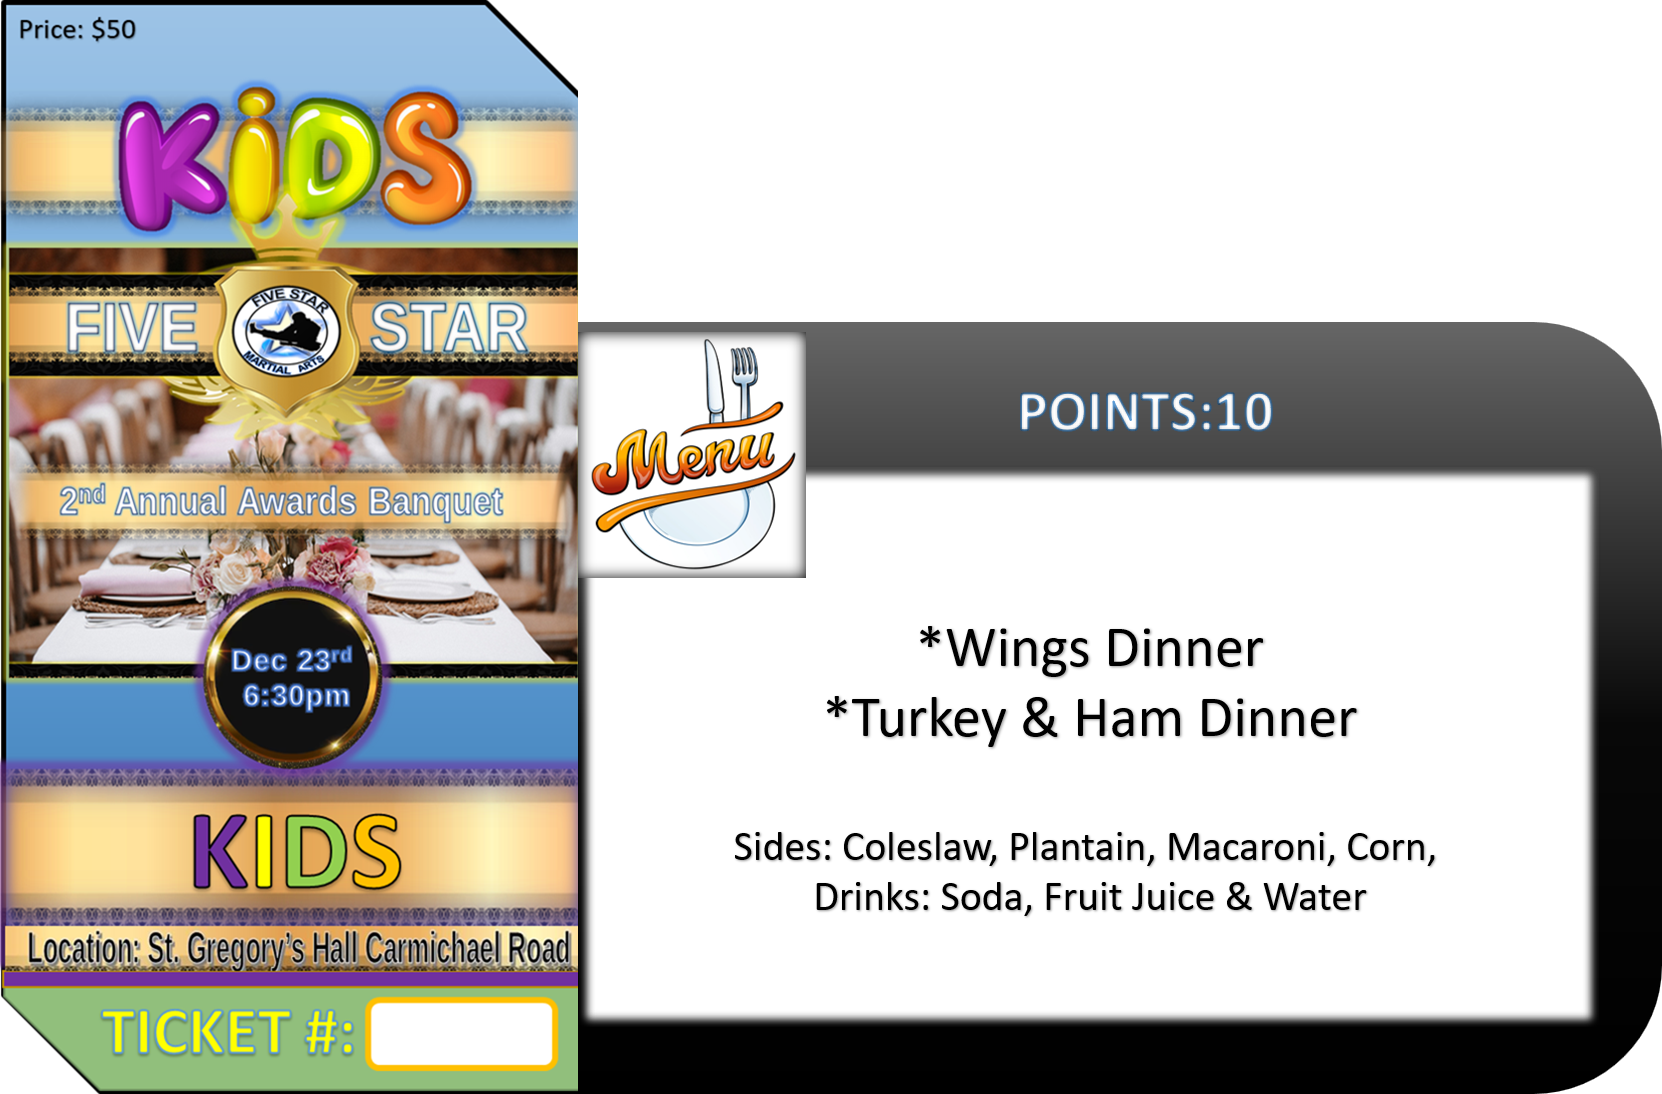 Price: $50
KiDS
FIVE STAR
FIVE STAR
MARTIAL ARTS
2nd Annual Awards Banquet
Dec 23rd
6:30pm
KIDS
Location: St. Gregory's Hall Carmichael Road
TICKET #:
Menu
POINTS:10
*Wings Dinner
*Turkey & Ham Dinner
Sides: Coleslaw, Plantain, Macaroni, Corn,
Drinks: Soda, Fruit Juice & Water